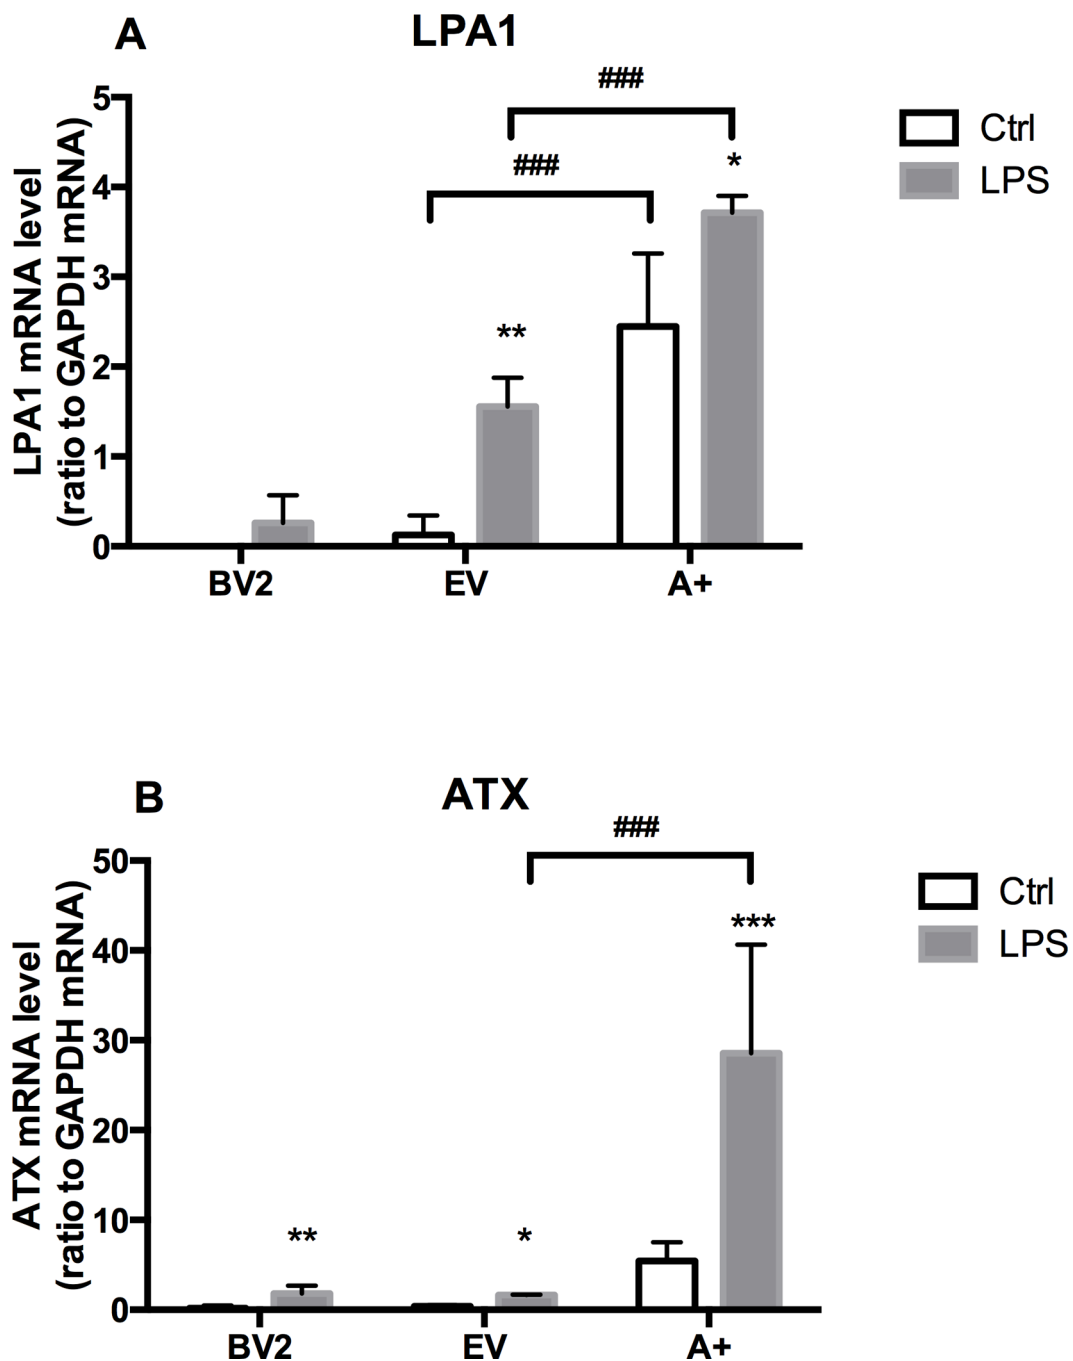 A
LPA1
###
###
*
**
5
4
3
2
1
0
LPA1 mRNA level
(ratio to GAPDH mRNA)
BV2
EV
A+
Ctrl
LPS
B
ATX
###
***
**
*
50
40
30
20
10
0
ATX mRNA level
(ratio to GAPDH mRNA)
BV2
EV
A+
Ctrl
LPS